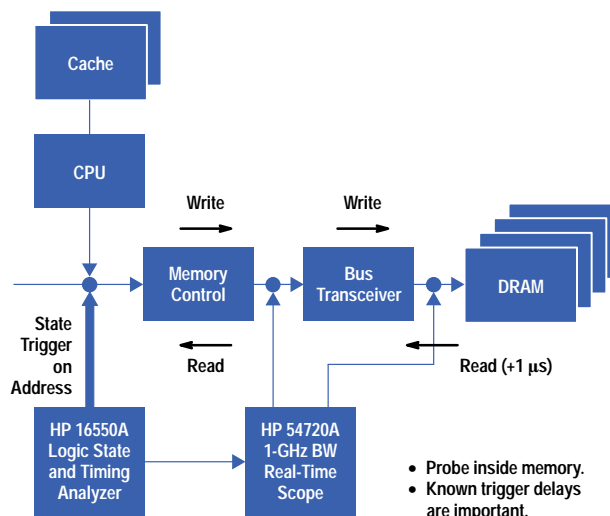 Cache
CPU
Write
Write
Memory
Control
Bus
Transceiver
DRAM
State
Trigger
on
Address
Read
Read (+1 μs)
HP 16550A
Logic State
and Timing
Analyzer
HP 54720A
1-GHz BW
Real-Time
Scope
• Probe inside memory.
• Known trigger delays
are important.